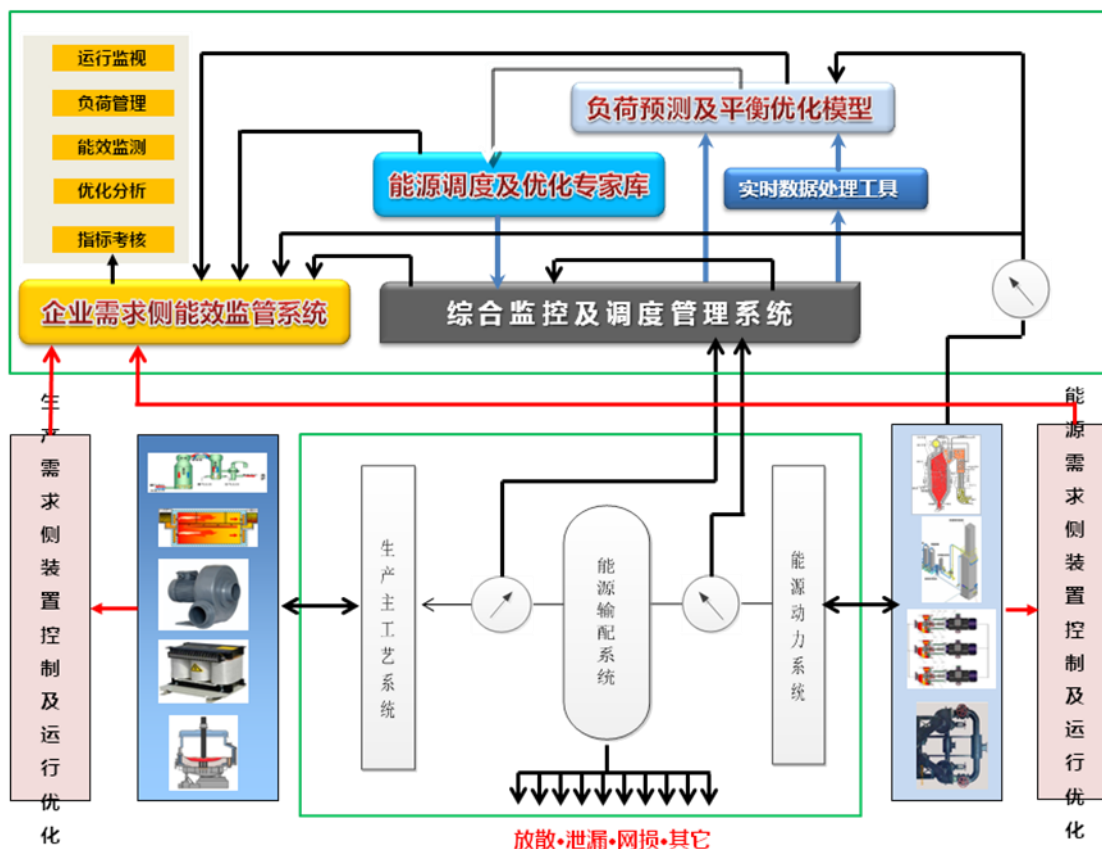 运行监视
负荷管理
能效监测
优化分析
指标考核
负荷预测及平衡优化模型
能源调度及优化专家库
实时数据处理工具
企业需求侧能效监管系统
综合监控及调度管理系统
生产需求侧装置控制及运行优化
生产主工艺系统
能源输配系统
能源动力系统
能源需求侧装置控制及运行优化
放散•泄漏•网损•其它